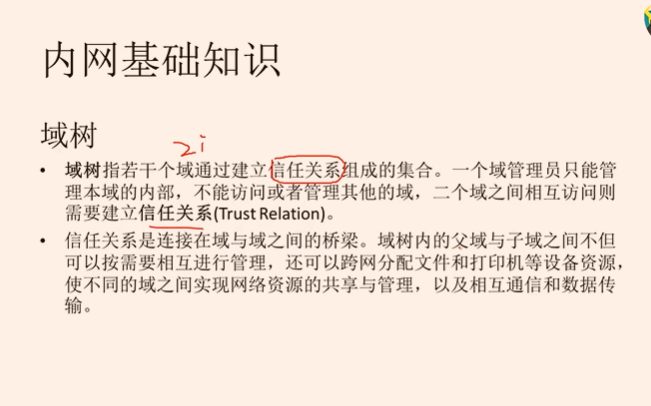 内网基础知识
域树
2i
• 域树指若干个域通过建立信任关系组成的集合。一个域管理员只能管
理本域的内部，不能访问或者管理其他的域，二个域之间相互访问则
需要建立信任关系(Trust Relation)。
• 信任关系是连接在域与域之间的桥梁。域树内的父域与子域之间不但
可以按需要相互进行管理，还可以跨网分配文件和打印机等设备资源，
使不同的域之间实现网络资源的共享与管理，以及相互通信和数据传
输。